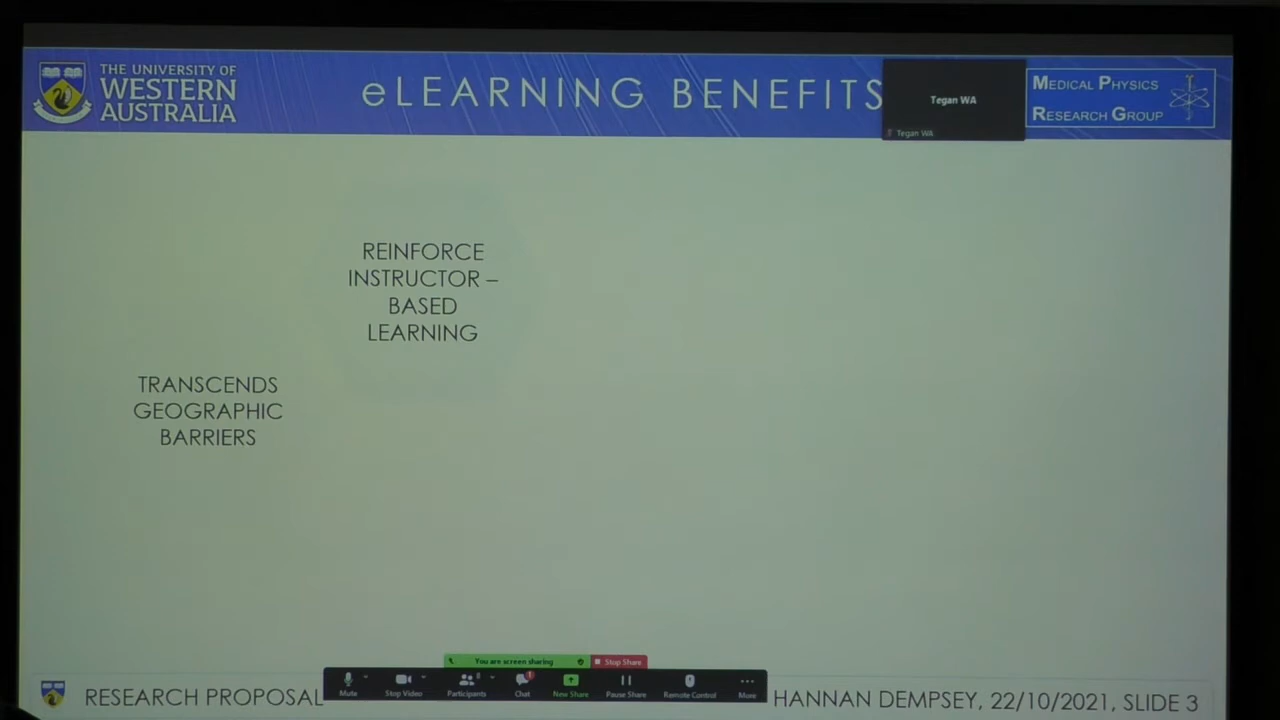 THE UNIVERSITY OF
WESTERN
AUSTRALIA
eLEARNING BENEFITS
Tegan WA
Tegan WA
MEDICAL PHYSICS
RESEARCH GROUP
REINFORCE
INSTRUCTOR –
BASED
LEARNING
TRANSCENDS
GEOGRAPHIC
BARRIERS
You are screen sharing
Stop Share
RESEARCH PROPOSAL
Mute
Stop Video
Participants
8
Chat
1
New Share
Pause Share
Remote Control
More
HANNAN DEMPSEY, 22/10/2021, SLIDE 3